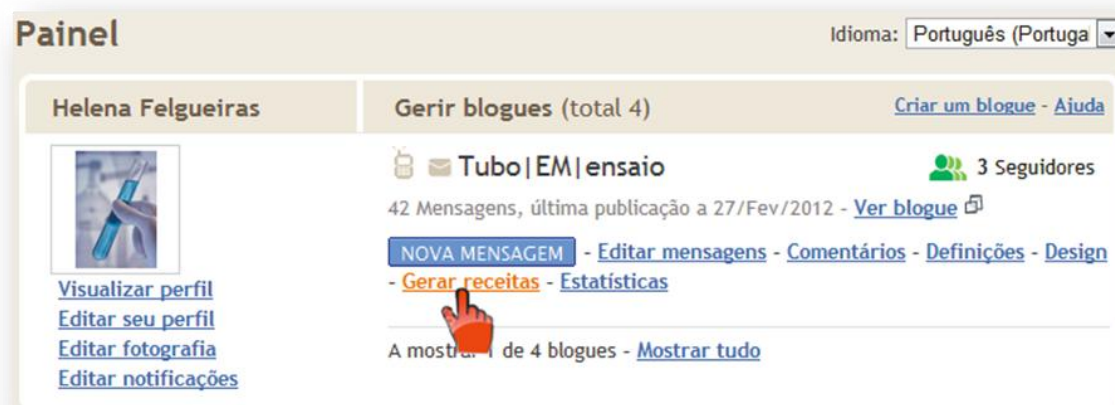 Painel
Idioma: Português (Portuga
Helena Felgueiras
Gerir blogues (total 4)
Criar um blogue - Ajuda
Tubo|EM|ensaio
3 Seguidores
42 Mensagens, última publicação a 27/Fev/2012 - Ver blogue
NOVA MENSAGEM - Editar mensagens - Comentários - Definições - Design
- Gerar receitas - Estatísticas
Visualizar perfil
Editar seu perfil
Editar fotografia
Editar notificações
A mostrar 1 de 4 blogues - Mostrar tudo